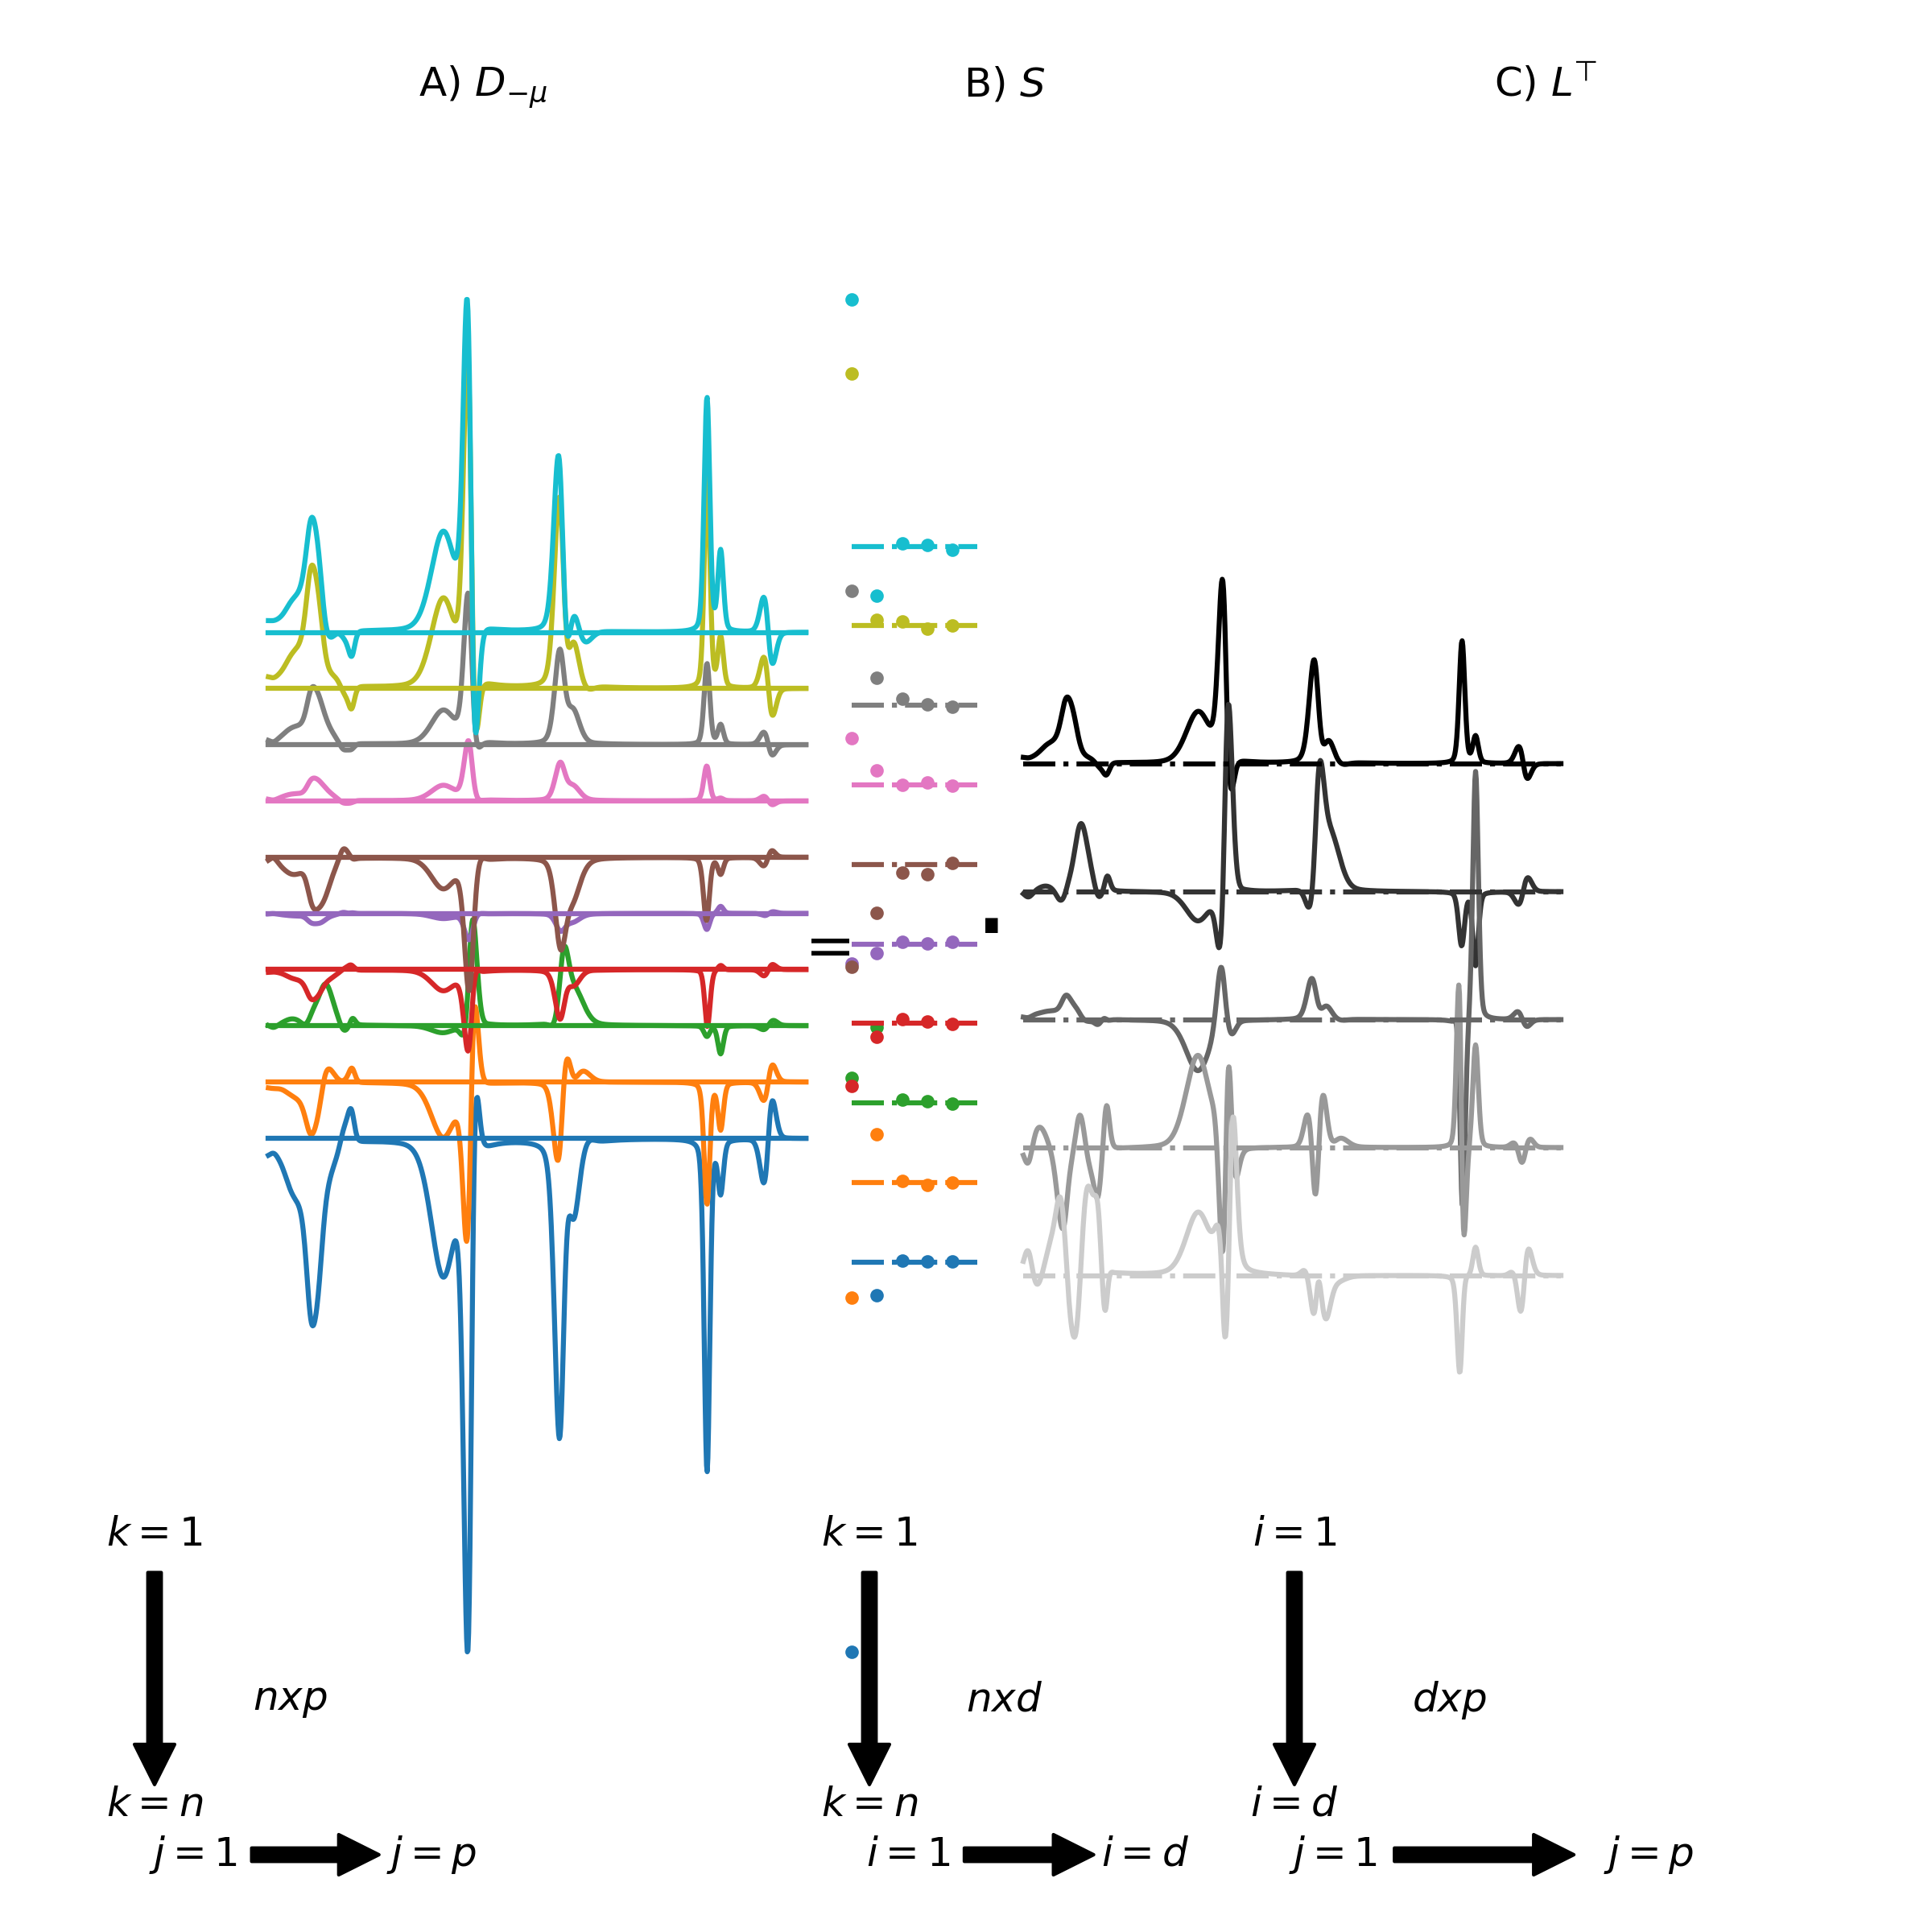 A) D₋μ B) S C) L⊤
= ·
k = 1 k = 1 i = 1
nxp nxd dxp
k = n k = n i = d
j = 1 j = p i = 1 i = d j = 1 j = p